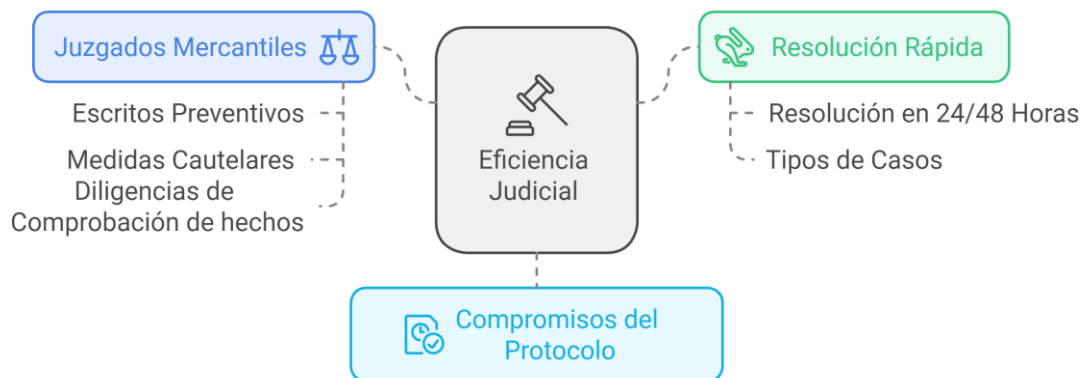 Juzgados Mercantiles
Escritos Preventivos
Medidas Cautelares
Diligencias de
Comprobación de hechos
Eficiencia
Judicial
Resolución Rápida
Resolución en 24/48 Horas
Tipos de Casos
Compromisos del
Protocolo